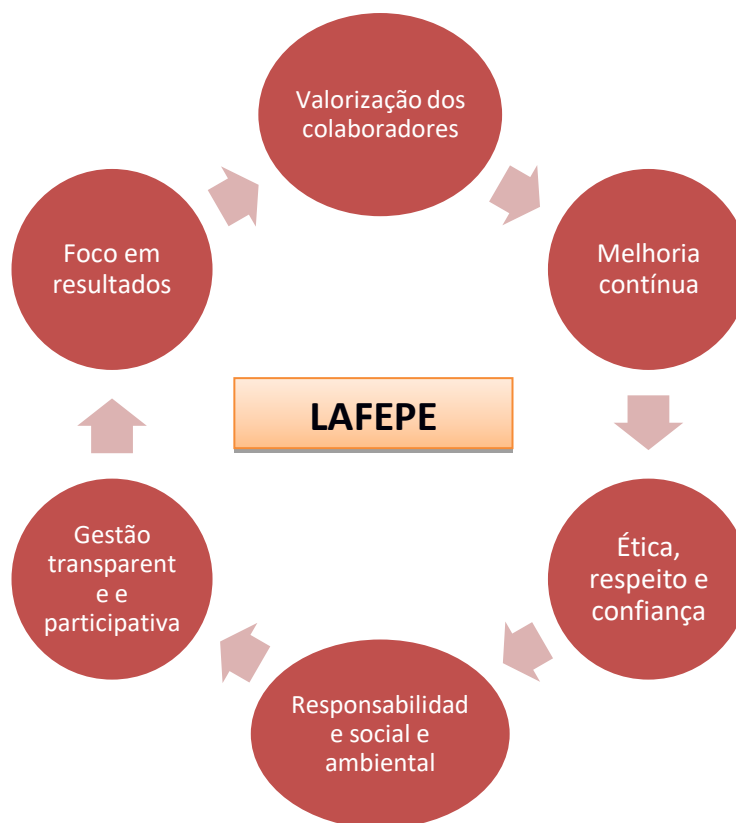 Valorização dos
colaboradores
Melhoria
contínua
Ética,
respeito e
confiança
Responsabilidad
e social e
ambiental
Gestão
transparent
e e
participativa
Foco em
resultados
LAFEPE